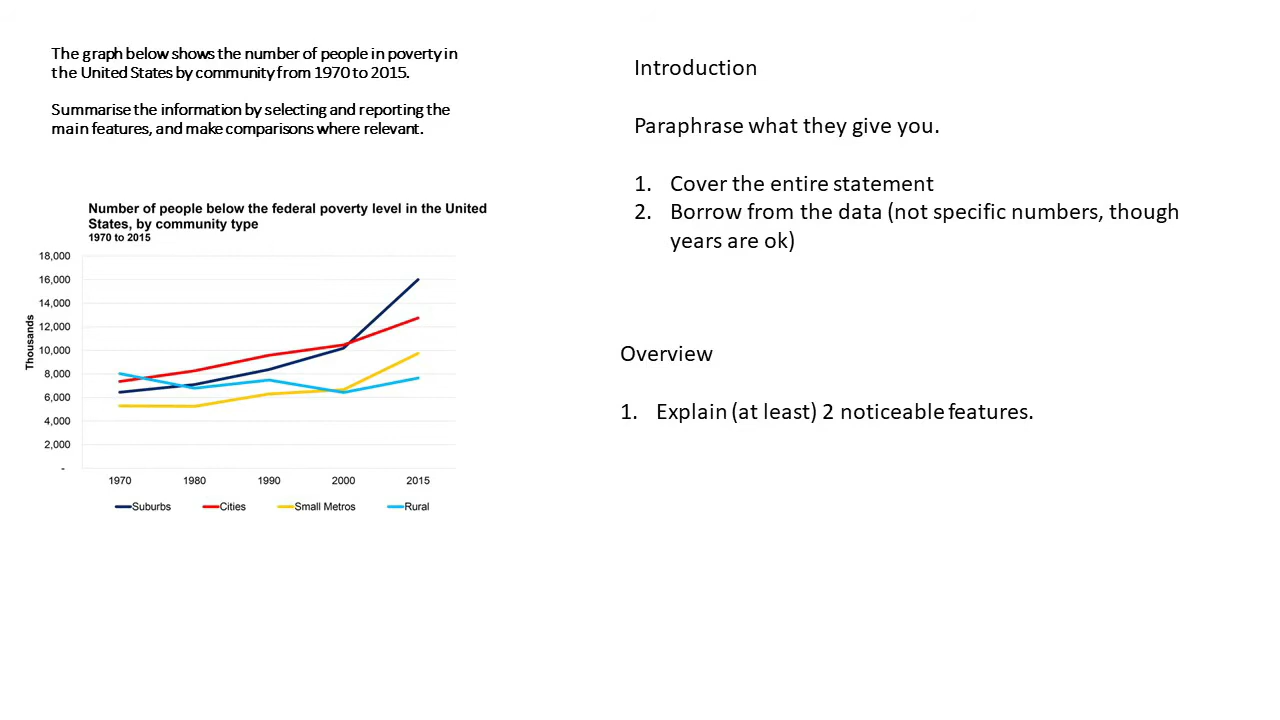 The graph below shows the number of people in poverty in
the United States by community from 1970 to 2015.
Summarise the information by selecting and reporting the
main features, and make comparisons where relevant.
Number of people below the federal poverty level in the United
States, by community type
1970 to 2015
Thousands
18,000
16,000
14,000
12,000
10,000
8,000
6,000
4,000
2,000
-
1970 1980 1990 2000 2015
Suburbs Cities Small Metros Rural
Introduction
Paraphrase what they give you.
1. Cover the entire statement
2. Borrow from the data (not specific numbers, though
years are ok)
Overview
1. Explain (at least) 2 noticeable features.